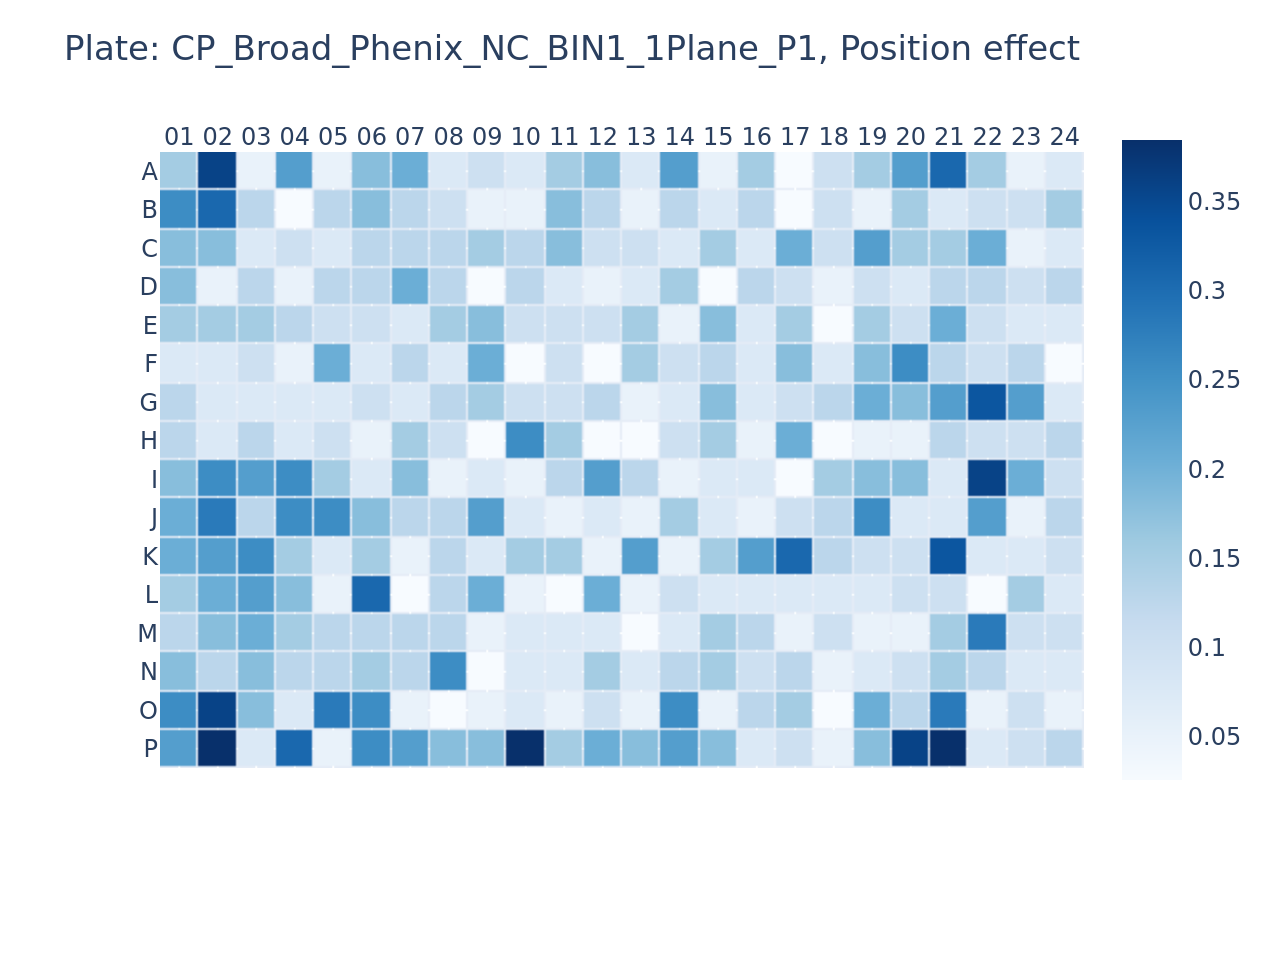 Plate: CP_Broad_Phenix_NC_BIN1_1Plane_P1, Position effect
01 02 03 04 05 06 07 08 09 10 11 12 13 14 15 16 17 18 19 20 21 22 23 24
A
B
C
D
E
F
G
H
I
J
K
L
M
N
O
P
0.35
0.3
0.25
0.2
0.15
0.1
0.05